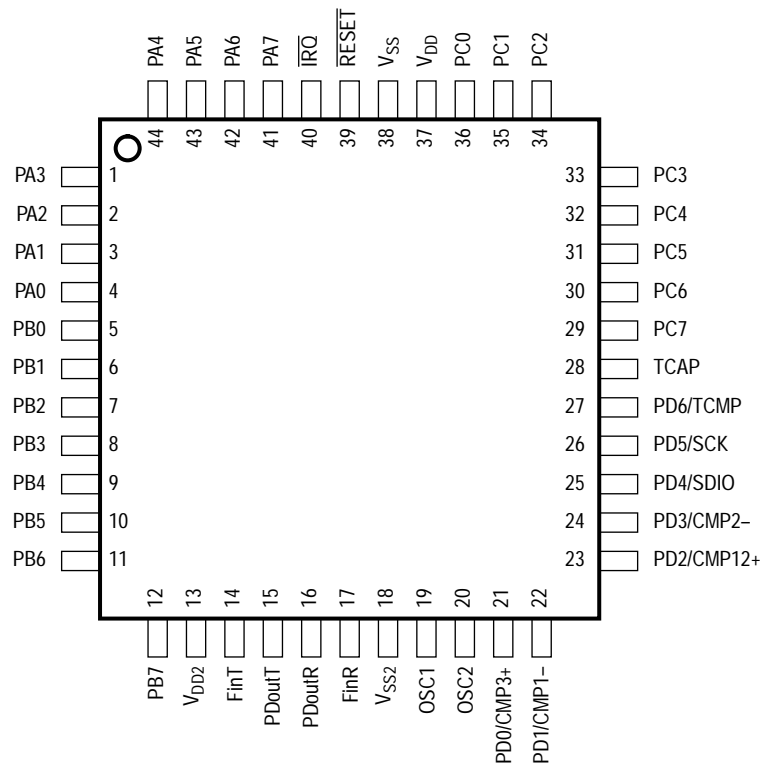 PA4 PA5 PA6 PA7 IRQ RESET VSS VDD PC0 PC1 PC2
44 43 42 41 40 39 38 37 36 35 34
PA3 1 33 PC3
PA2 2 32 PC4
PA1 3 31 PC5
PA0 4 30 PC6
PB0 5 29 PC7
PB1 6 28 TCAP
PB2 7 27 PD6/TCMP
PB3 8 26 PD5/SCK
PB4 9 25 PD4/SDIO
PB5 10 24 PD3/CMP2–
PB6 11 23 PD2/CMP12+
12 13 14 15 16 17 18 19 20 21 22
PB7 VDD2 FinT PDoutT PDoutR FinR VSS2 OSC1 OSC2 PD0/CMP3+ PD1/CMP1–